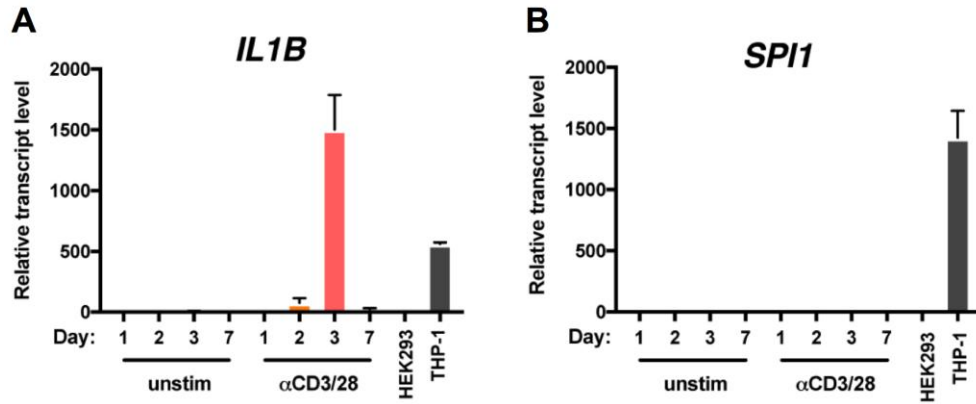 A
IL1B
Relative transcript level
2000
1500
1000
500
0
Day: 1 2 3 7 1 2 3 7
unstim
αCD3/28
HEK293
THP-1
B
SPI1
Relative transcript level
2000
1500
1000
500
0
Day: 1 2 3 7 1 2 3 7
unstim
αCD3/28
HEK293
THP-1